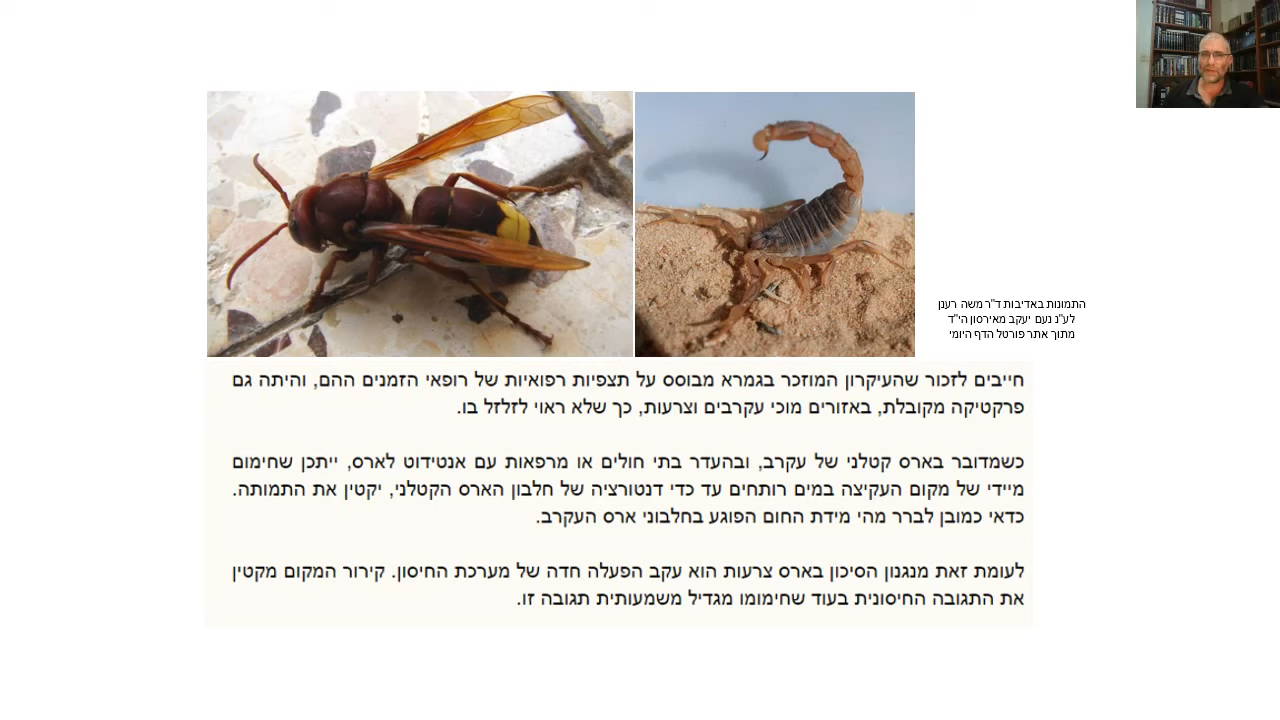 התמונות באדיבות ד"ר משה רענן
לע"נ נעם יעקב מאירסון הי"ד
מתוך אתר פורטל הדף היומי
חייבים לזכור שהעיקרון המוזכר בגמרא מבוסס על תצפיות רפואיות של רופאי הזמנים ההם, והיתה גם
פרקטיקה מקובלת, באזורים מוכי עקרבים וצרעות, כך שלא ראוי לזלזל בו.
כשמדובר בארס קטלני של עקרב, ובהעדר בתי חולים או מרפאות עם אנטידוט לארס, ייתכן שחימום
מיידי של מקום העקיצה במים רותחים עד כדי דנטורציה של חלבון הארס הקטלני, יקטין את התמותה.
כדאי כמובן לברר מהי מידת החום הפוגע בחלבוני ארס העקרב.
לעומת זאת מנגנון הסיכון בארס צרעות הוא עקב הפעלה חדה של מערכת החיסון. קירור המקום מקטין
את התגובה החיסונית בעוד שחימומו מגדיל משמעותית תגובה זו.